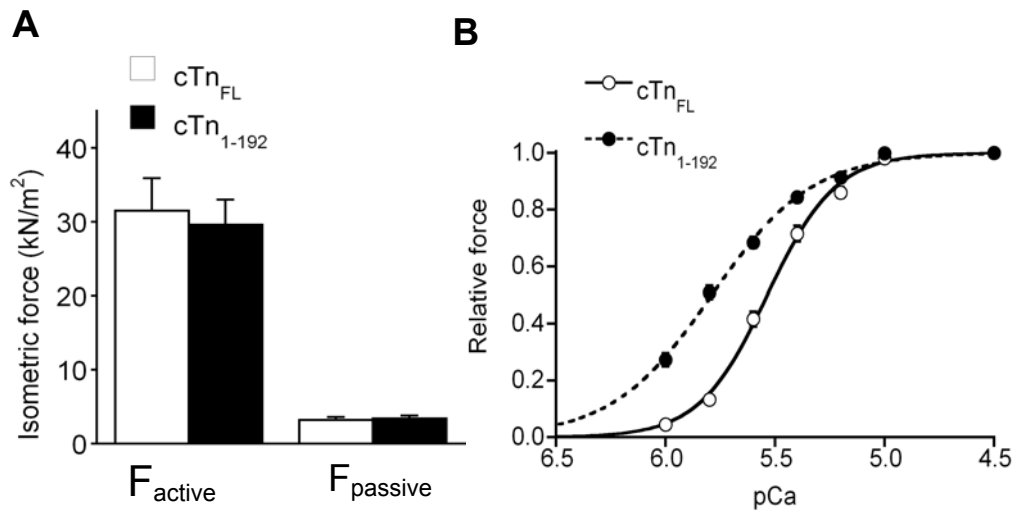 A
cTnFL
cTn1-192
Isometric force (kN/m²)
40
30
20
10
0
Factive
Fpassive
B
cTnFL
cTn1-192
Relative force
1.0
0.8
0.6
0.4
0.2
0.0
6.5 6.0 5.5 5.0 4.5
pCa